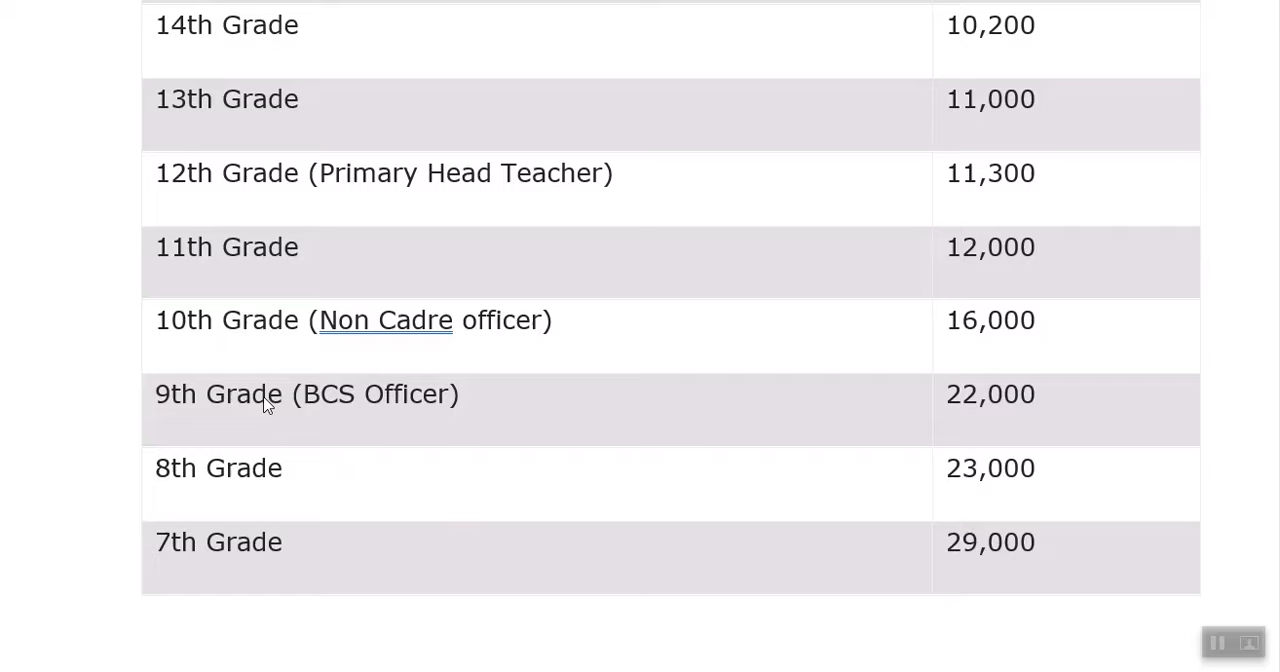 14th Grade 10,200
13th Grade 11,000
12th Grade (Primary Head Teacher) 11,300
11th Grade 12,000
10th Grade (Non Cadre officer) 16,000
9th Grade (BCS Officer) 22,000
8th Grade 23,000
7th Grade 29,000